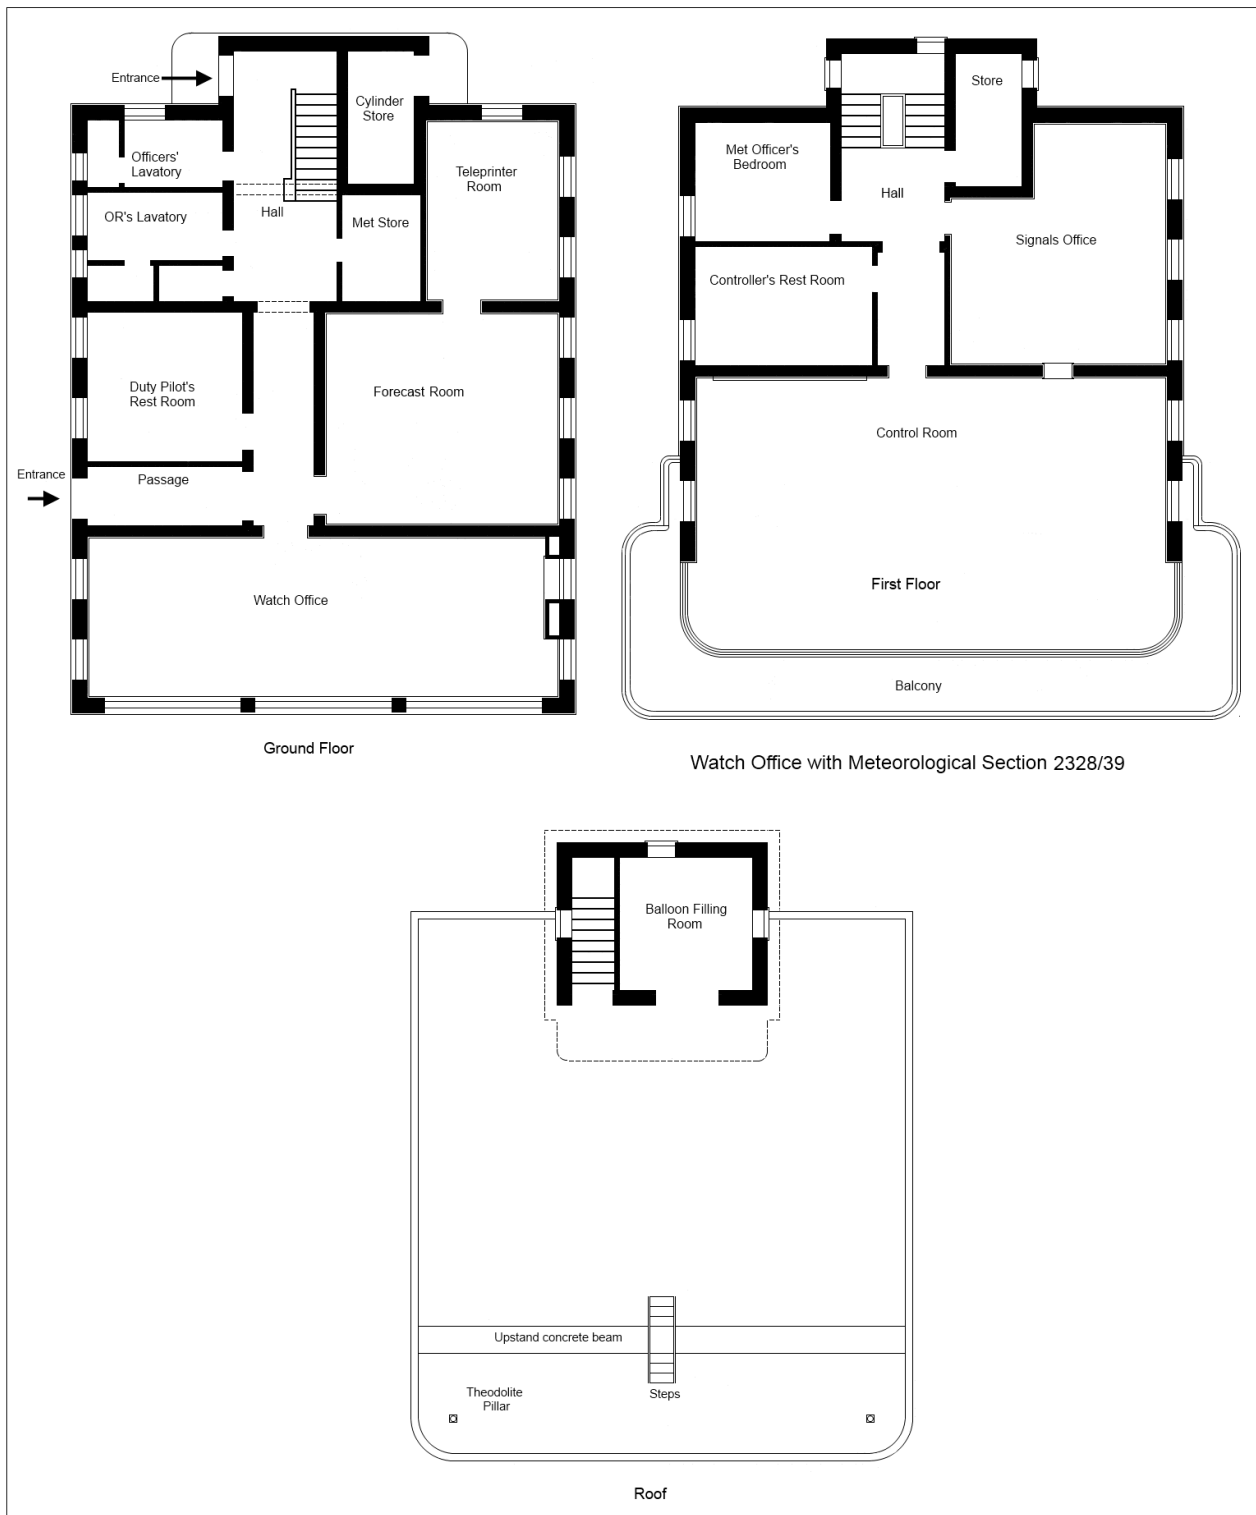 Entrance
Cylinder
Store
Officers'
Lavatory
Teleprinter
Room
OR's Lavatory
Hall
Met Store
Duty Pilot's
Rest Room
Forecast Room
Entrance
Passage
Watch Office
Ground Floor
Store
Met Officer's
Bedroom
Hall
Signals Office
Controller's Rest Room
Control Room
First Floor
Balcony
Watch Office with Meteorological Section 2328/39
Balloon Filling
Room
Upstand concrete beam
Theodolite
Pillar
Steps
Roof